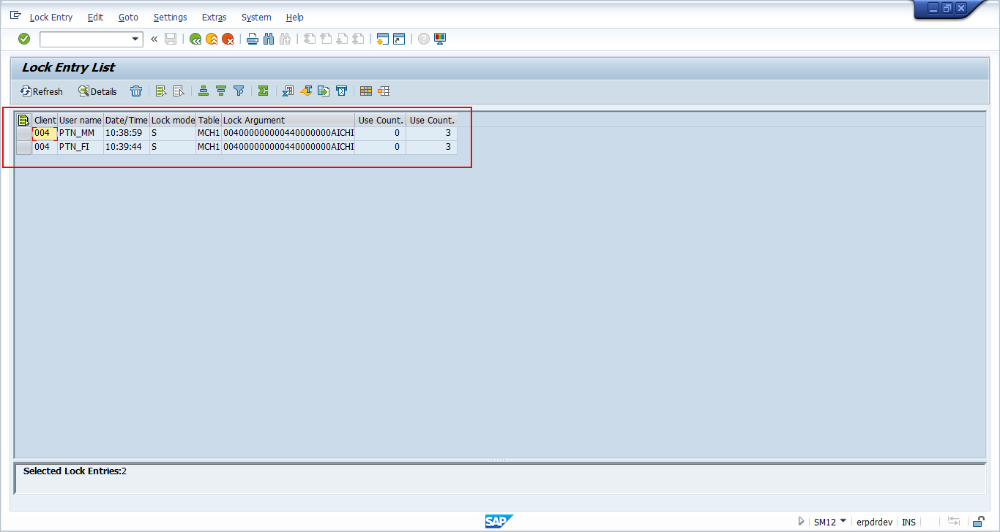 Lock Entry Edit Goto Settings Extras System Help
«
Lock Entry List
Refresh Details
Client User name Date/Time Lock mode Table Lock Argument Use Count. Use Count.
004 PTN_MM 10:38:59 S MCH1 004000000000440000000AICHI 0 3
004 PTN_FI 10:39:44 S MCH1 004000000000440000000AICHI 0 3
Selected Lock Entries:2
SAP SM12 erpdrdev INS